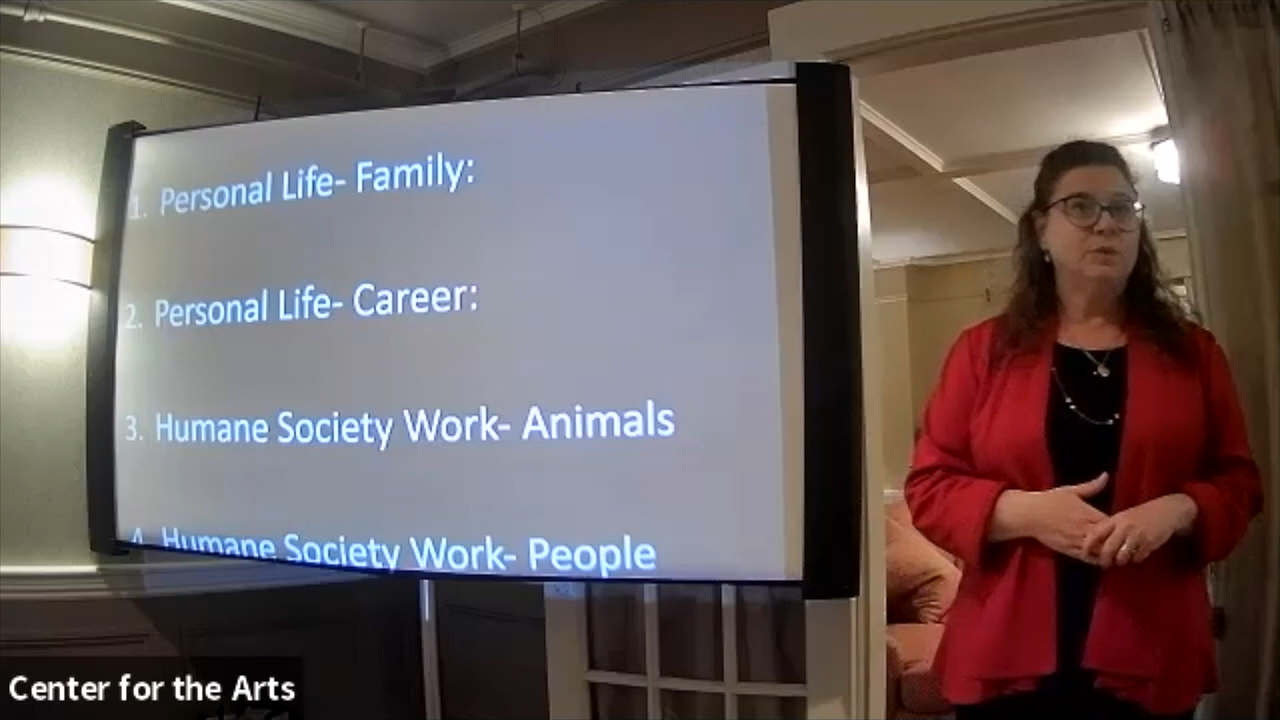 1. Personal Life- Family:
2. Personal Life- Career:
3. Humane Society Work- Animals
4. Humane Society Work- People
Center for the Arts